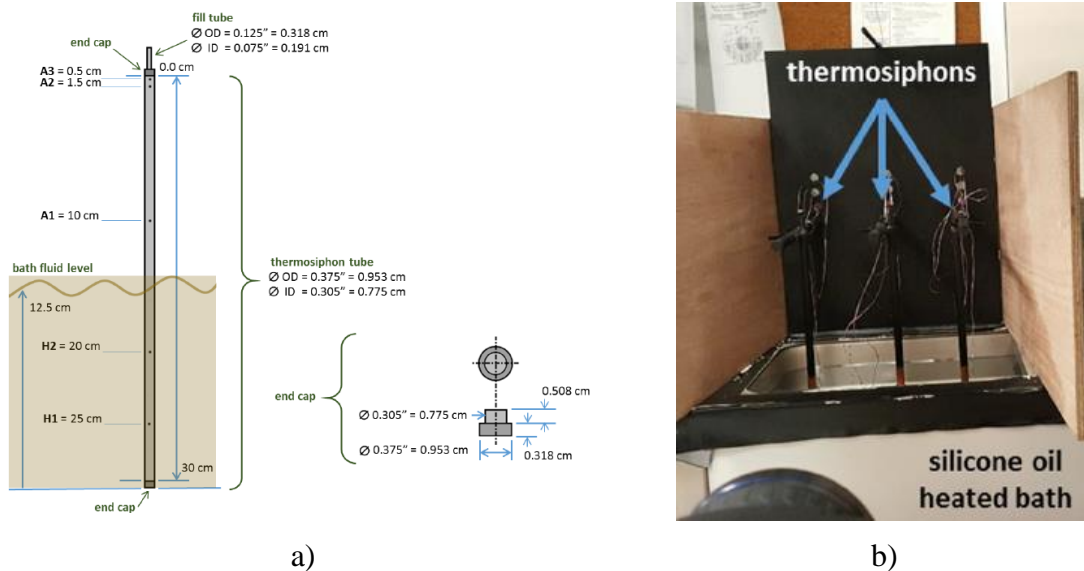 fill tube
∅ OD = 0.125″ = 0.318 cm
∅ ID = 0.075″ = 0.191 cm
end cap
0.0 cm
A3 = 0.5 cm
A2 = 1.5 cm
A1 = 10 cm
bath fluid level
12.5 cm
thermosiphon tube
∅ OD = 0.375″ = 0.953 cm
∅ ID = 0.305″ = 0.775 cm
H2 = 20 cm
H1 = 25 cm
30 cm
end cap
end cap
0.508 cm
∅ 0.305″ = 0.775 cm
∅ 0.375″ = 0.953 cm
0.318 cm
a)
thermosiphons
silicone oil
heated bath
b)